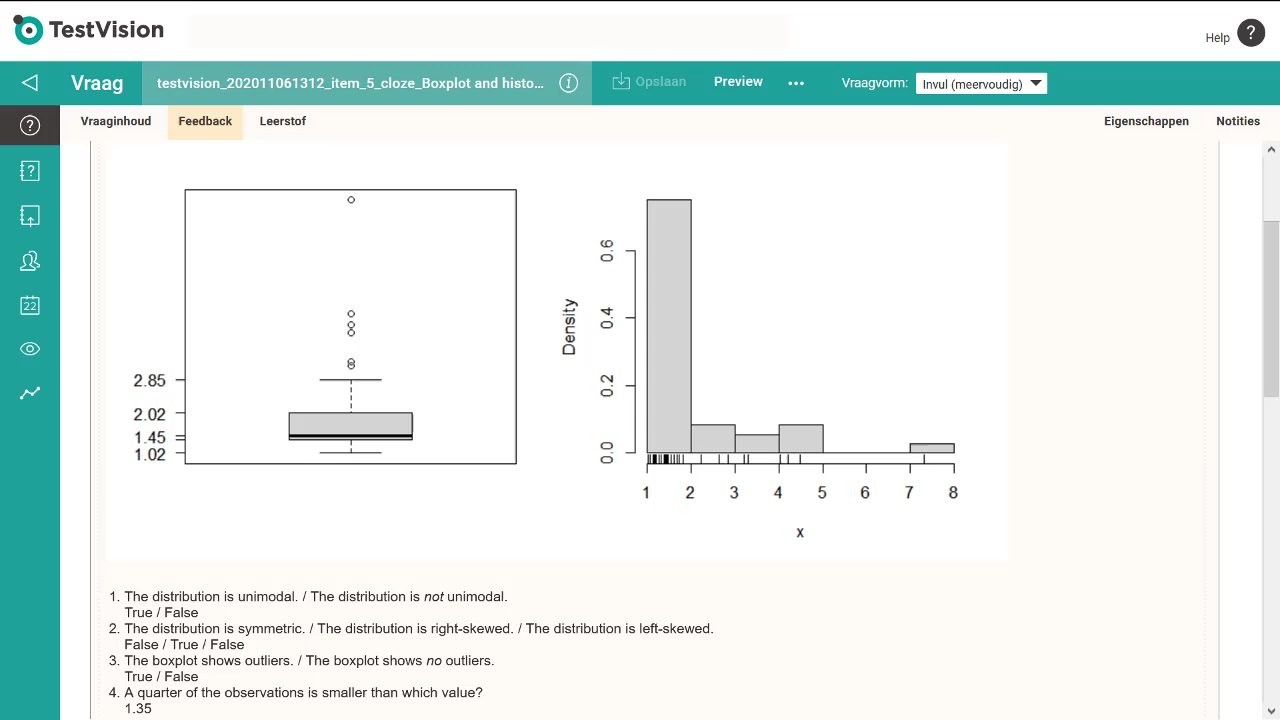 TestVision
Help ?
Vraag
testvision_202011061312_item_5_cloze_Boxplot and histo...
i
Opslaan
Preview
...
Vraagvorm:
Invul (meervoudig)
Vraaginhoud
Feedback
Leerstof
Eigenschappen
Notities
?
?
22
2.85
2.02
1.45
1.02
Density
0.6
0.4
0.2
0.0
1 2 3 4 5 6 7 8
x
1. The distribution is unimodal. / The distribution is not unimodal.
True / False
2. The distribution is symmetric. / The distribution is right-skewed. / The distribution is left-skewed.
False / True / False
3. The boxplot shows outliers. / The boxplot shows no outliers.
True / False
4. A quarter of the observations is smaller than which value?
1.35